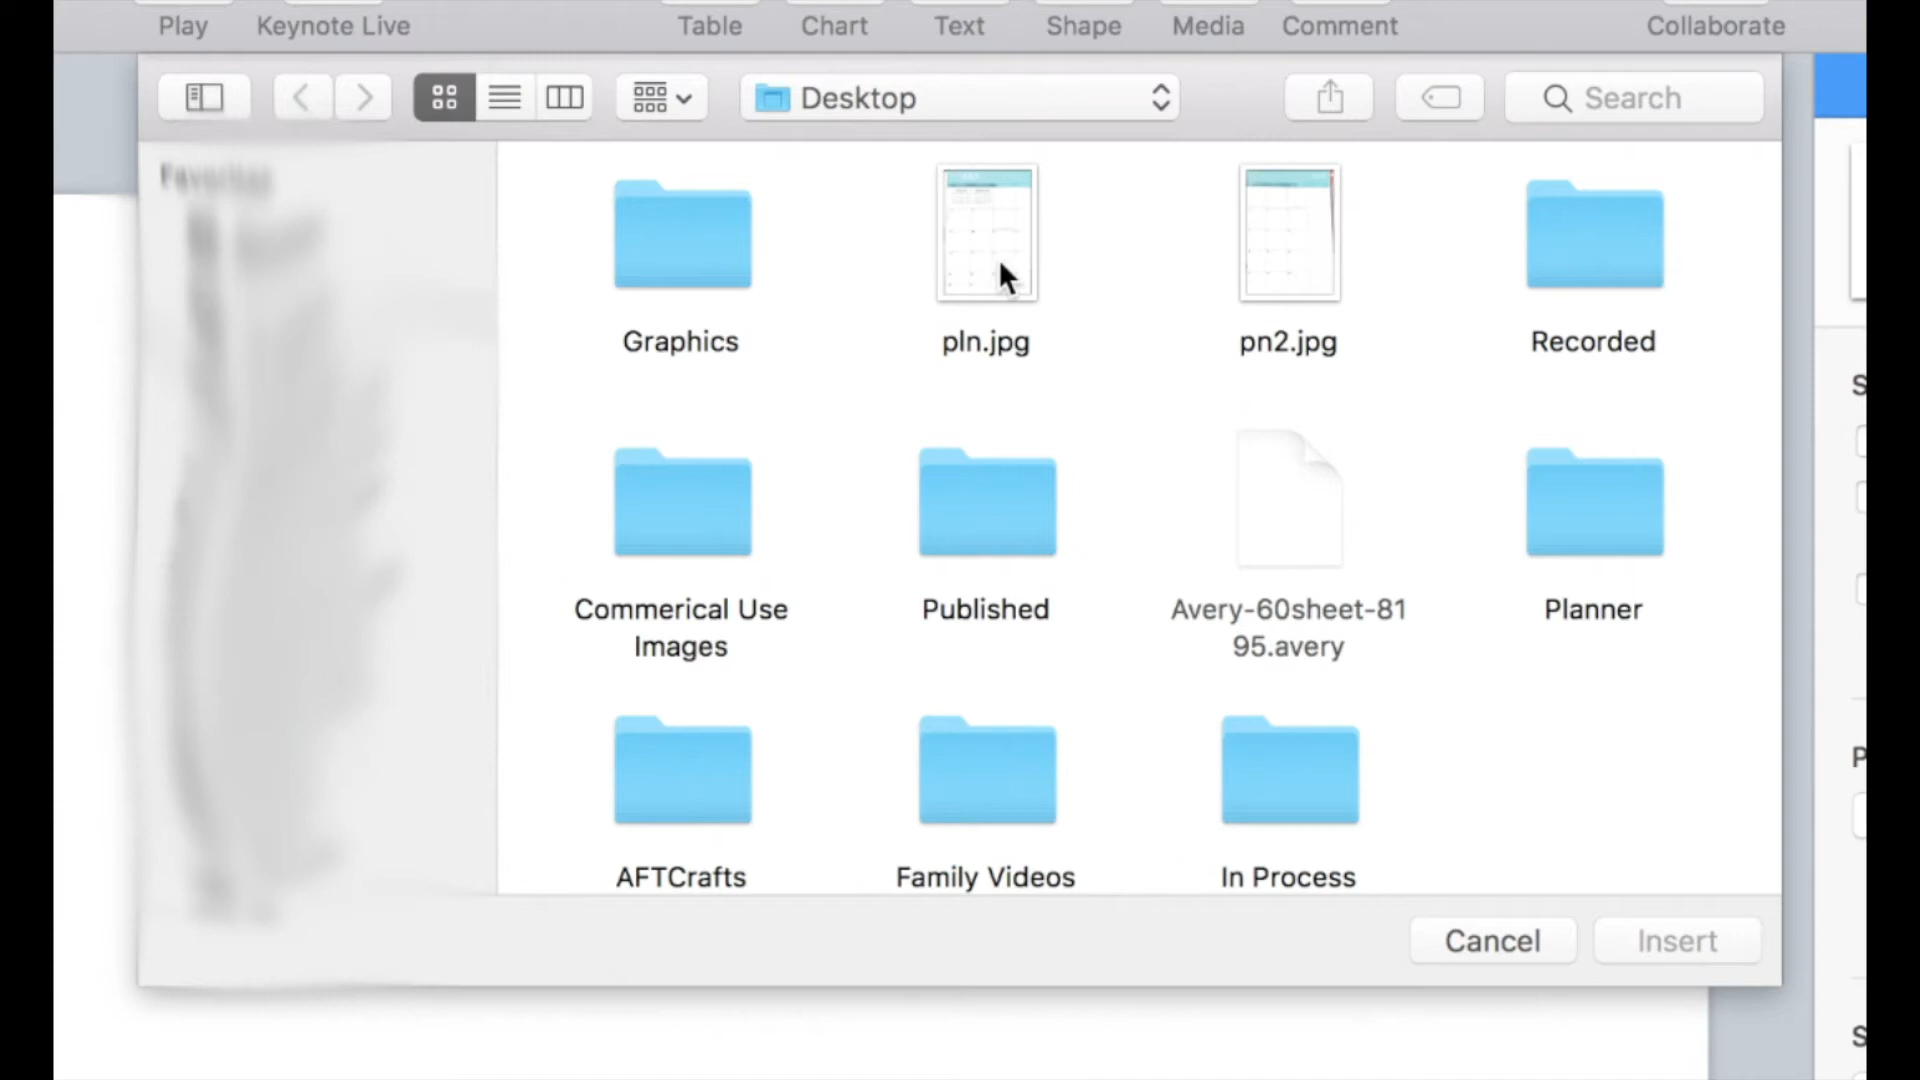 Play
Keynote Live
Table
Chart
Text
Shape
Media
Comment
Collaborate
Desktop
Search
Favorites
Graphics
pln.jpg
pn2.jpg
Recorded
Commerical Use
Images
Published
Avery-60sheet-81
95.avery
Planner
AFTCrafts
Family Videos
In Process
Cancel
Insert